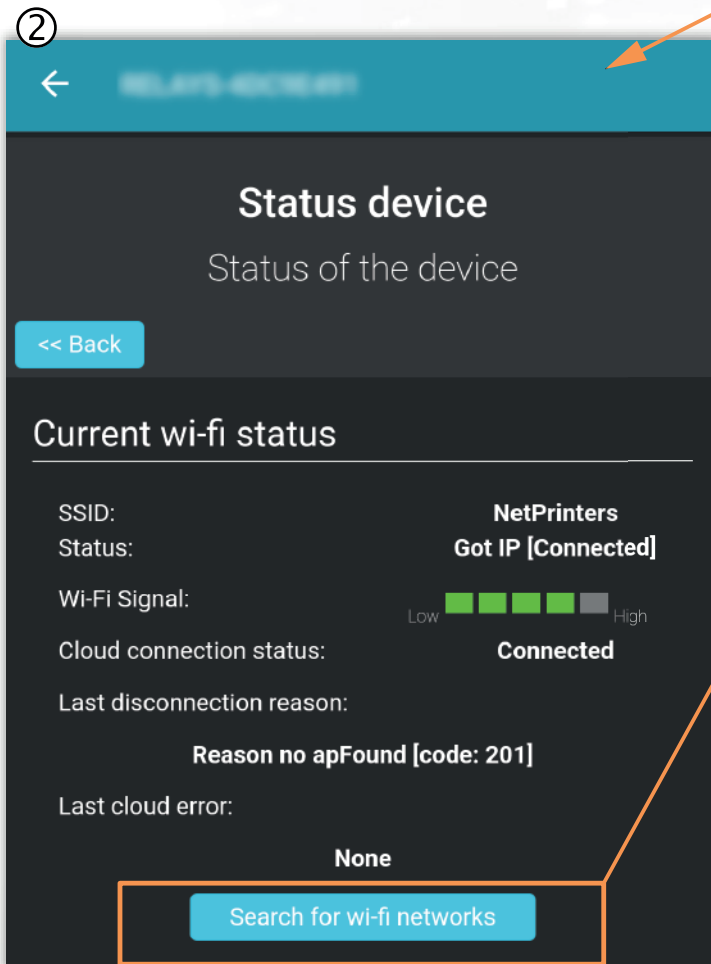 ②
Status device
Status of the device
<< Back
Current wi-fi status
SSID: NetPrinters
Status: Got IP [Connected]
Wi-Fi Signal: Low High
Cloud connection status: Connected
Last disconnection reason:
Reason no apFound [code: 201]
Last cloud error:
None
Search for wi-fi networks